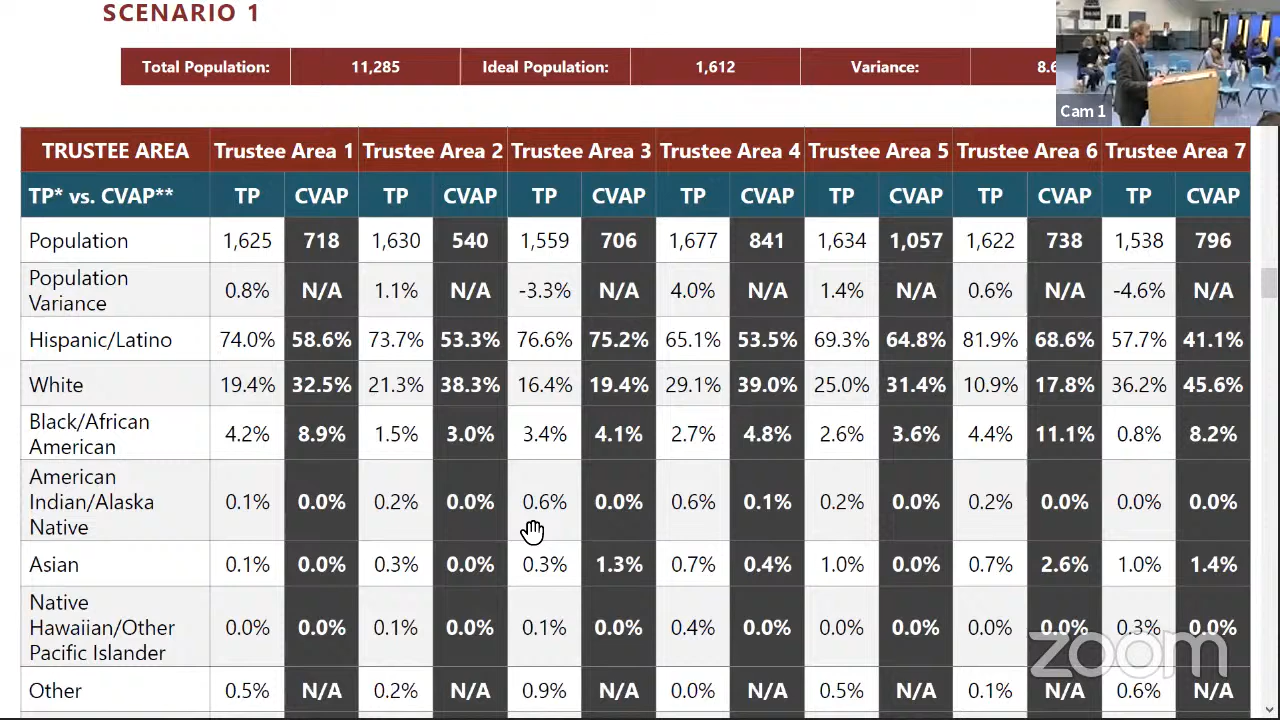 SCENARIO 1
Total Population: 11,285 Ideal Population: 1,612 Variance:
Cam 1
TRUSTEE AREA Trustee Area 1 Trustee Area 2 Trustee Area 3 Trustee Area 4 Trustee Area 5 Trustee Area 6 Trustee Area 7
TP* vs. CVAP** TP CVAP TP CVAP TP CVAP TP CVAP TP CVAP TP CVAP TP CVAP
Population 1,625 718 1,630 540 1,559 706 1,677 841 1,634 1,057 1,622 738 1,538 796
Population
Variance 0.8% N/A 1.1% N/A -3.3% N/A 4.0% N/A 1.4% N/A 0.6% N/A -4.6% N/A
Hispanic/Latino 74.0% 58.6% 73.7% 53.3% 76.6% 75.2% 65.1% 53.5% 69.3% 64.8% 81.9% 68.6% 57.7% 41.1%
White 19.4% 32.5% 21.3% 38.3% 16.4% 19.4% 29.1% 39.0% 25.0% 31.4% 10.9% 17.8% 36.2% 45.6%
Black/African
American 4.2% 8.9% 1.5% 3.0% 3.4% 4.1% 2.7% 4.8% 2.6% 3.6% 4.4% 11.1% 0.8% 8.2%
American
Indian/Alaska
Native 0.1% 0.0% 0.2% 0.0% 0.6% 0.0% 0.6% 0.1% 0.2% 0.0% 0.2% 0.0% 0.0% 0.0%
Asian 0.1% 0.0% 0.3% 0.0% 0.3% 1.3% 0.7% 0.4% 1.0% 0.0% 0.7% 2.6% 1.0% 1.4%
Native
Hawaiian/Other
Pacific Islander 0.0% 0.0% 0.1% 0.0% 0.1% 0.0% 0.4% 0.0% 0.0% 0.0% 0.0% 0.0% 0.3% 0.0%
zoom
Other 0.5% N/A 0.2% N/A 0.9% N/A 0.0% N/A 0.5% N/A 0.1% N/A 0.6% N/A